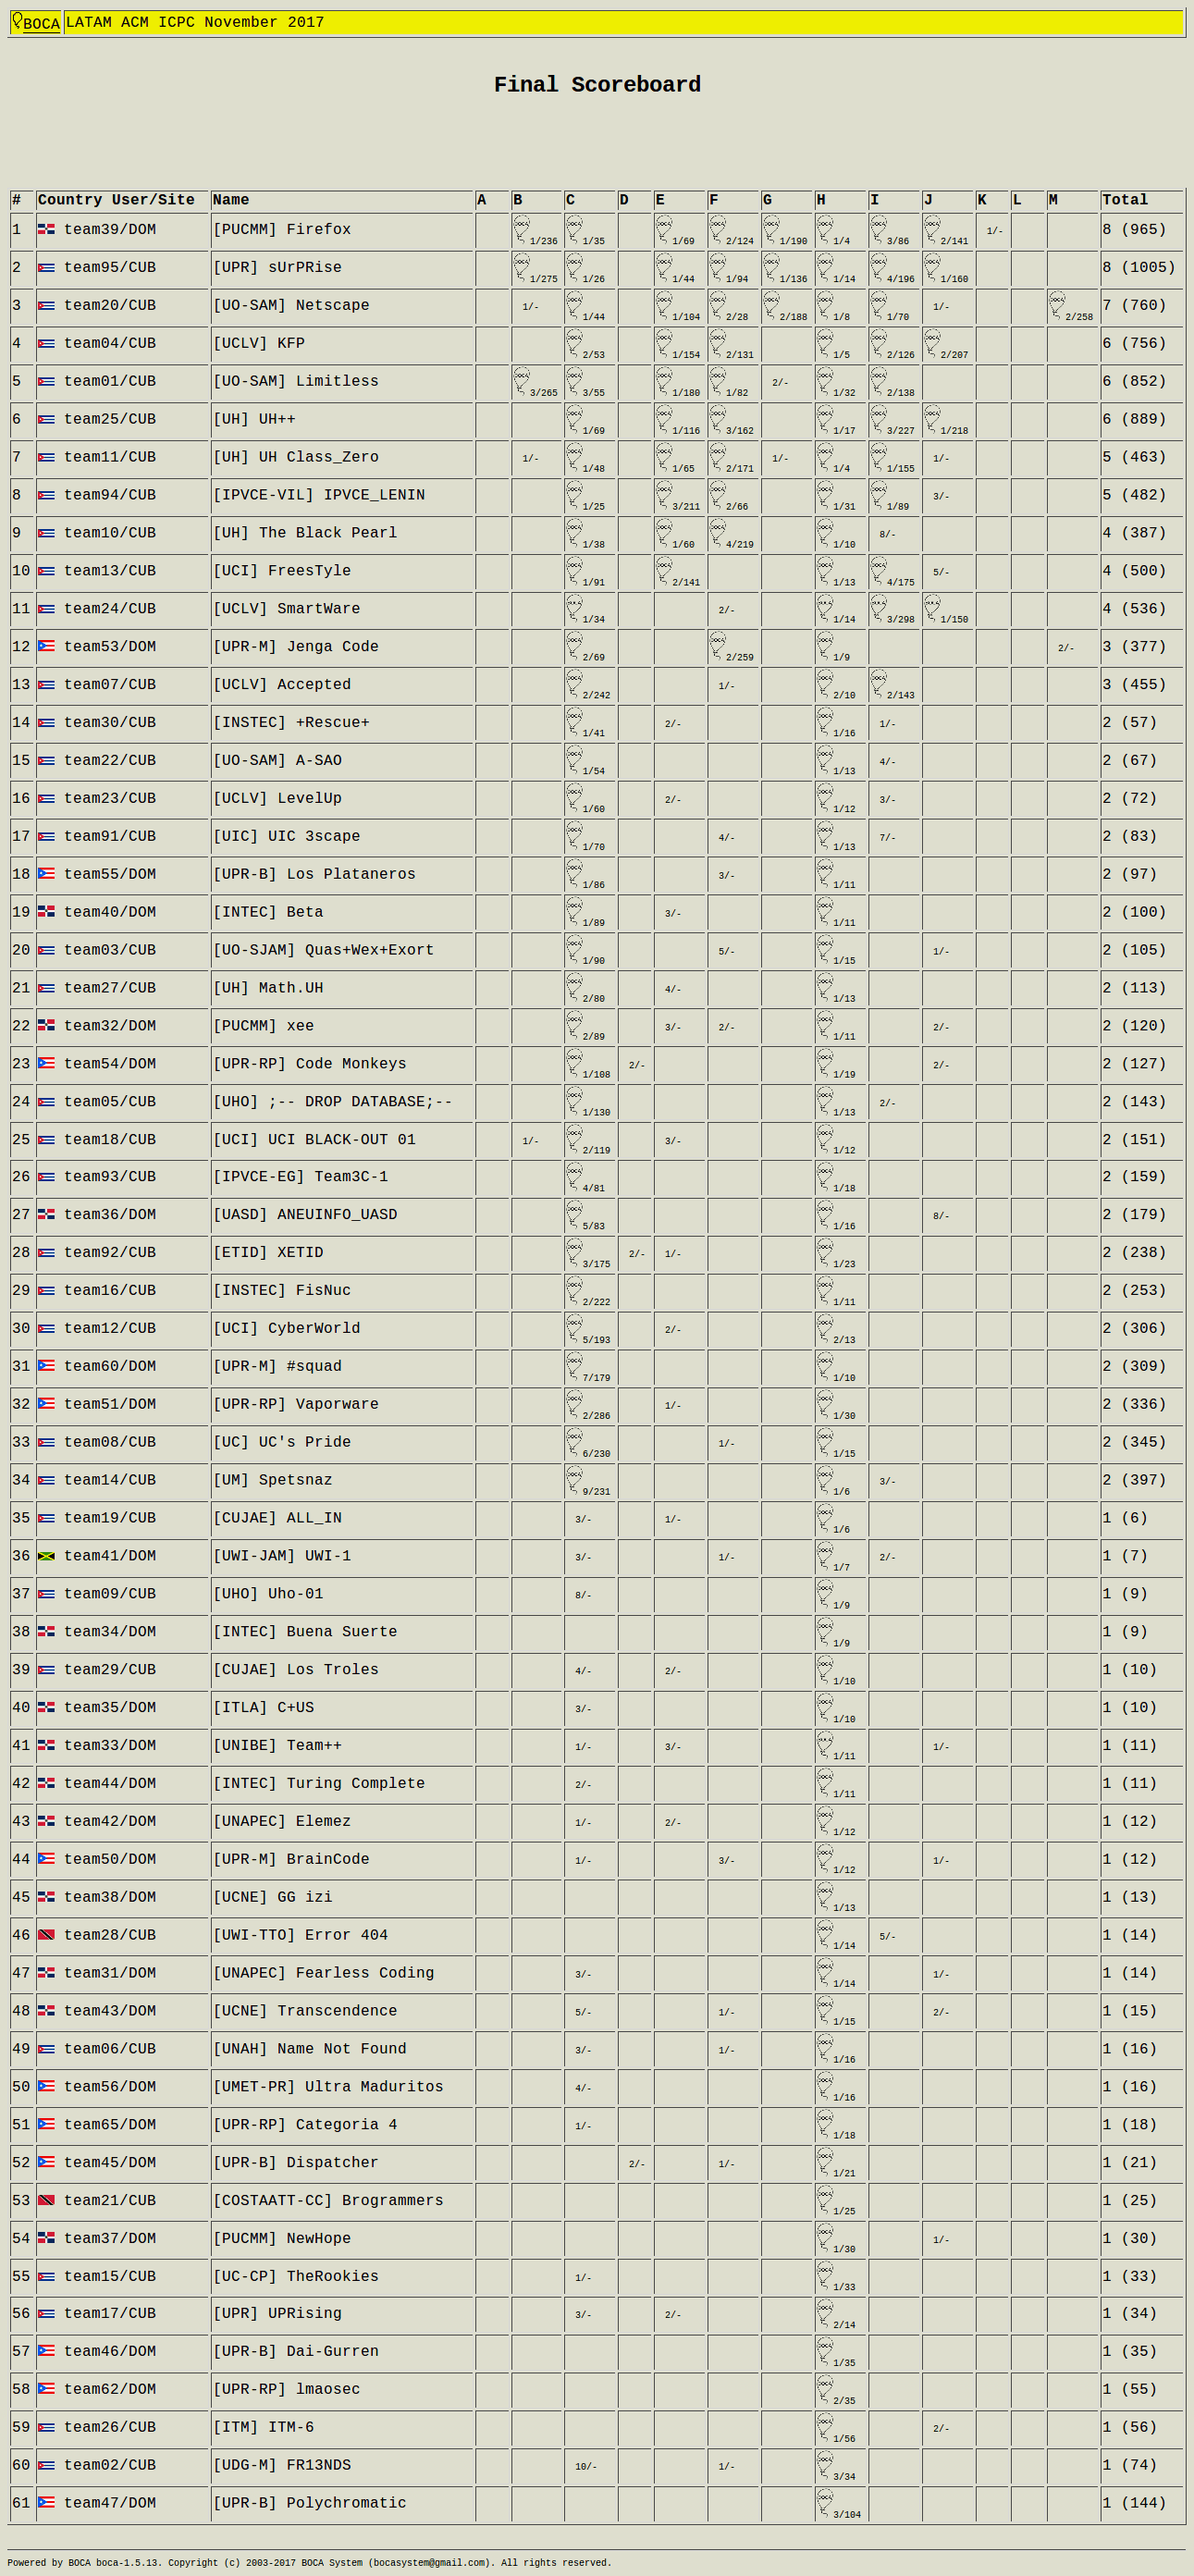 BOCA LATAM ACM ICPC November 2017
Final Scoreboard
# Country User/Site Name A B C D E F G H I J K L M Total
1 team39/DOM [PUCMM] Firefox 1/236 1/35 1/69 2/124 1/190 1/4 3/86 2/141 1/- 8 (965)
2 team95/CUB [UPR] sUrPRise 1/275 1/26 1/44 1/94 1/136 1/14 4/196 1/160 8 (1005)
3 team20/CUB [UO-SAM] Netscape 1/- 1/44 1/104 2/28 2/188 1/8 1/70 1/- 2/258 7 (760)
4 team04/CUB [UCLV] KFP 2/53 1/154 2/131 1/5 2/126 2/207 6 (756)
5 team01/CUB [UO-SAM] Limitless 3/265 3/55 1/180 1/82 2/- 1/32 2/138 6 (852)
6 team25/CUB [UH] UH++ 1/69 1/116 3/162 1/17 3/227 1/218 6 (889)
7 team11/CUB [UH] UH Class_Zero 1/- 1/48 1/65 2/171 1/- 1/4 1/155 1/- 5 (463)
8 team94/CUB [IPVCE-VIL] IPVCE_LENIN 1/25 3/211 2/66 1/31 1/89 3/- 5 (482)
9 team10/CUB [UH] The Black Pearl 1/38 1/60 4/219 1/10 8/- 4 (387)
10 team13/CUB [UCI] FreesTyle 1/91 2/141 1/13 4/175 5/- 4 (500)
11 team24/CUB [UCLV] SmartWare 1/34 2/- 1/14 3/298 1/150 4 (536)
12 team53/DOM [UPR-M] Jenga Code 2/69 2/259 1/9 2/- 3 (377)
13 team07/CUB [UCLV] Accepted 2/242 1/- 2/10 2/143 3 (455)
14 team30/CUB [INSTEC] +Rescue+ 1/41 2/- 1/16 1/- 2 (57)
15 team22/CUB [UO-SAM] A-SAO 1/54 1/13 4/- 2 (67)
16 team23/CUB [UCLV] LevelUp 1/60 2/- 1/12 3/- 2 (72)
17 team91/CUB [UIC] UIC 3scape 1/70 4/- 1/13 7/- 2 (83)
18 team55/DOM [UPR-B] Los Plataneros 1/86 3/- 1/11 2 (97)
19 team40/DOM [INTEC] Beta 1/89 3/- 1/11 2 (100)
20 team03/CUB [UO-SJAM] Quas+Wex+Exort 1/90 5/- 1/15 1/- 2 (105)
21 team27/CUB [UH] Math.UH 2/80 4/- 1/13 2 (113)
22 team32/DOM [PUCMM] xee 2/89 3/- 2/- 1/11 2/- 2 (120)
23 team54/DOM [UPR-RP] Code Monkeys 1/108 2/- 1/19 2/- 2 (127)
24 team05/CUB [UHO] ;-- DROP DATABASE;-- 1/130 1/13 2/- 2 (143)
25 team18/CUB [UCI] UCI BLACK-OUT 01 1/- 2/119 3/- 1/12 2 (151)
26 team93/CUB [IPVCE-EG] Team3C-1 4/81 1/18 2 (159)
27 team36/DOM [UASD] ANEUINFO_UASD 5/83 1/16 8/- 2 (179)
28 team92/CUB [ETID] XETID 3/175 2/- 1/- 1/23 2 (238)
29 team16/CUB [INSTEC] FisNuc 2/222 1/11 2 (253)
30 team12/CUB [UCI] CyberWorld 5/193 2/- 2/13 2 (306)
31 team60/DOM [UPR-M] #squad 7/179 1/10 2 (309)
32 team51/DOM [UPR-RP] Vaporware 2/286 1/- 1/30 2 (336)
33 team08/CUB [UC] UC's Pride 6/230 1/- 1/15 2 (345)
34 team14/CUB [UM] Spetsnaz 9/231 1/6 3/- 2 (397)
35 team19/CUB [CUJAE] ALL_IN 3/- 1/- 1/6 1 (6)
36 team41/DOM [UWI-JAM] UWI-1 3/- 1/- 1/7 2/- 1 (7)
37 team09/CUB [UHO] Uho-01 8/- 1/9 1 (9)
38 team34/DOM [INTEC] Buena Suerte 1/9 1 (9)
39 team29/CUB [CUJAE] Los Troles 4/- 2/- 1/10 1 (10)
40 team35/DOM [ITLA] C+US 3/- 1/10 1 (10)
41 team33/DOM [UNIBE] Team++ 1/- 3/- 1/11 1/- 1 (11)
42 team44/DOM [INTEC] Turing Complete 2/- 1/11 1 (11)
43 team42/DOM [UNAPEC] Elemez 1/- 2/- 1/12 1 (12)
44 team50/DOM [UPR-M] BrainCode 1/- 3/- 1/12 1/- 1 (12)
45 team38/DOM [UCNE] GG izi 1/13 1 (13)
46 team28/CUB [UWI-TTO] Error 404 1/14 5/- 1 (14)
47 team31/DOM [UNAPEC] Fearless Coding 3/- 1/14 1/- 1 (14)
48 team43/DOM [UCNE] Transcendence 5/- 1/- 1/15 2/- 1 (15)
49 team06/CUB [UNAH] Name Not Found 3/- 1/- 1/16 1 (16)
50 team56/DOM [UMET-PR] Ultra Maduritos 4/- 1/16 1 (16)
51 team65/DOM [UPR-RP] Categoria 4 1/- 1/18 1 (18)
52 team45/DOM [UPR-B] Dispatcher 2/- 1/- 1/21 1 (21)
53 team21/CUB [COSTAATT-CC] Brogrammers 1/25 1 (25)
54 team37/DOM [PUCMM] NewHope 1/30 1/- 1 (30)
55 team15/CUB [UC-CP] TheRookies 1/- 1/33 1 (33)
56 team17/CUB [UPR] UPRising 3/- 2/- 2/14 1 (34)
57 team46/DOM [UPR-B] Dai-Gurren 1/35 1 (35)
58 team62/DOM [UPR-RP] lmaosec 2/35 1 (55)
59 team26/CUB [ITM] ITM-6 1/56 2/- 1 (56)
60 team02/CUB [UDG-M] FR13NDS 10/- 1/- 3/34 1 (74)
61 team47/DOM [UPR-B] Polychromatic 3/104 1 (144)
Powered by BOCA boca-1.5.13. Copyright (c) 2003-2017 BOCA System (bocasystem@gmail.com). All rights reserved.